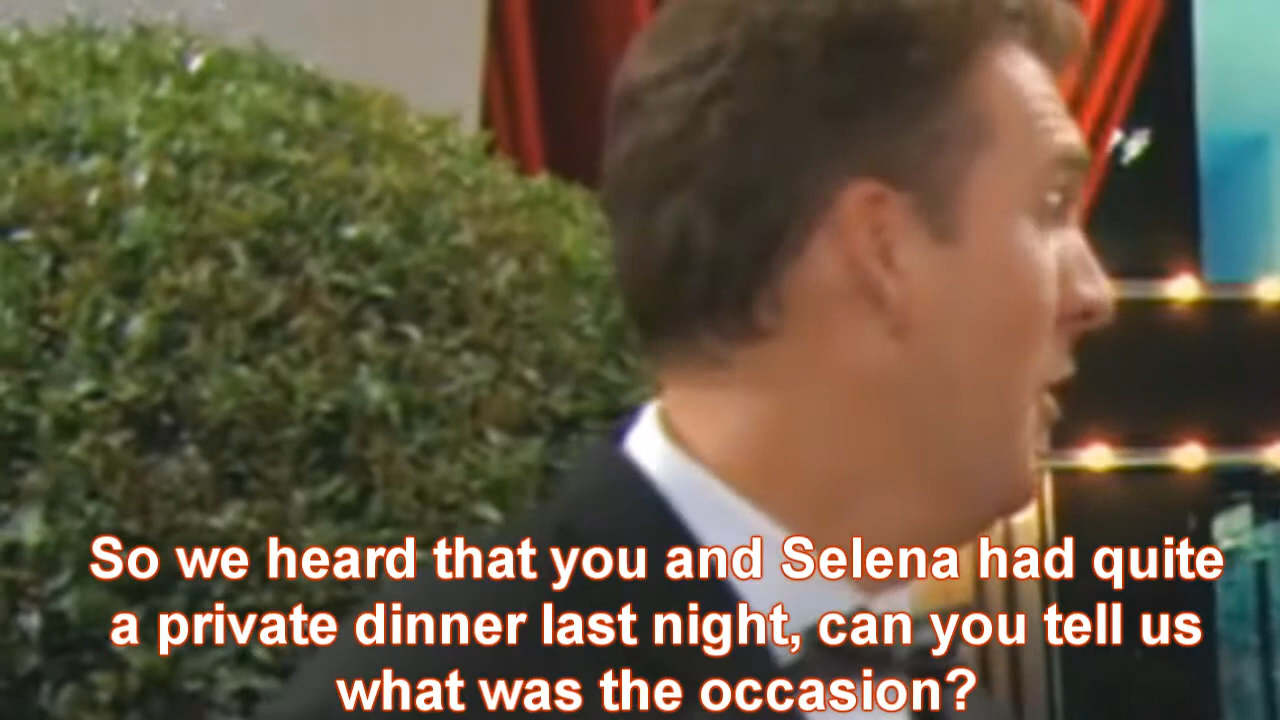 So we heard that you and Selena had quite
a private dinner last night, can you tell us
what was the occasion?